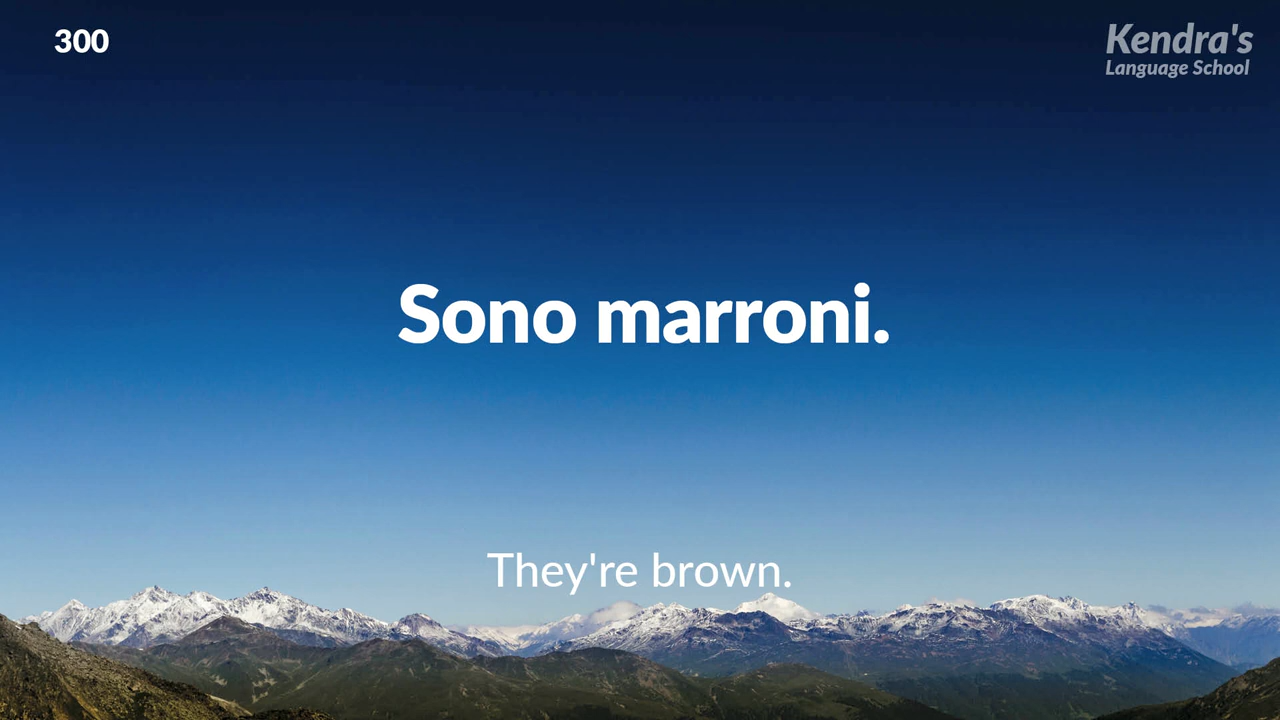 300
Kendra's
Language School
Sono marroni.
They're brown.